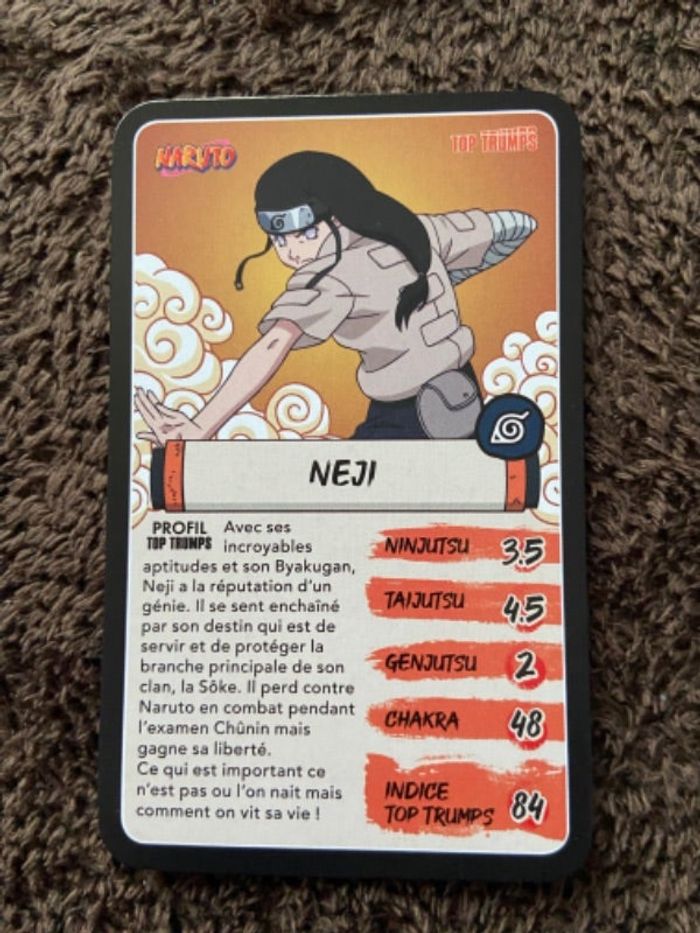 NARUTO
TOP TRUMPS
NEJI
PROFIL
TOP TRUMPS
Avec ses
incroyables
aptitudes et son Byakugan,
Neji a la réputation d'un
génie. Il se sent enchaîné
par son destin qui est de
servir et de protéger la
branche principale de son
clan, la Sôke. Il perd contre
Naruto en combat pendant
l'examen Chûnin mais
gagne sa liberté.
Ce qui est important ce
n'est pas ou l'on nait mais
comment on vit sa vie !
NINJUTSU 3.5
TAIJUTSU 4.5
GENJUTSU 2
CHAKRA 48
INDICE
TOP TRUMPS 84